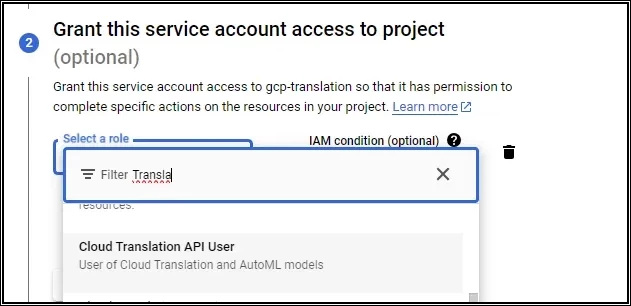 2
Grant this service account access to project
(optional)
Grant this service account access to gcp-translation so that it has permission to
complete specific actions on the resources in your project. Learn more
Select a role
IAM condition (optional)
Filter Transla
resources.
Cloud Translation API User
User of Cloud Translation and AutoML models